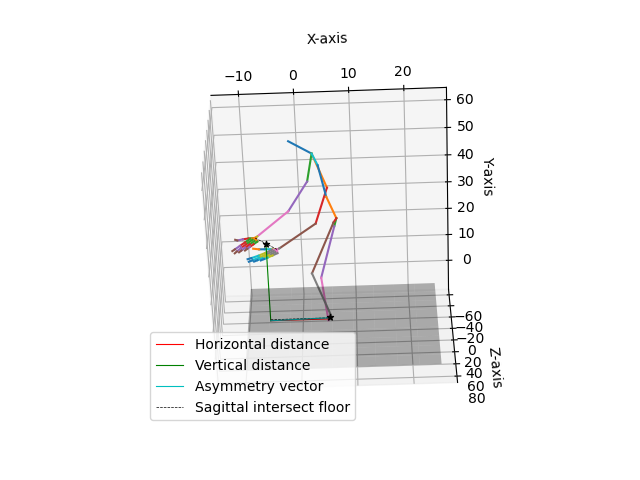 X-axis
−10 0 10 20
60
50
40
30
20
10
0
Y-axis
−60
−40
−20
0
20
40
60
80
Z-axis
Horizontal distance
Vertical distance
Asymmetry vector
Sagittal intersect floor